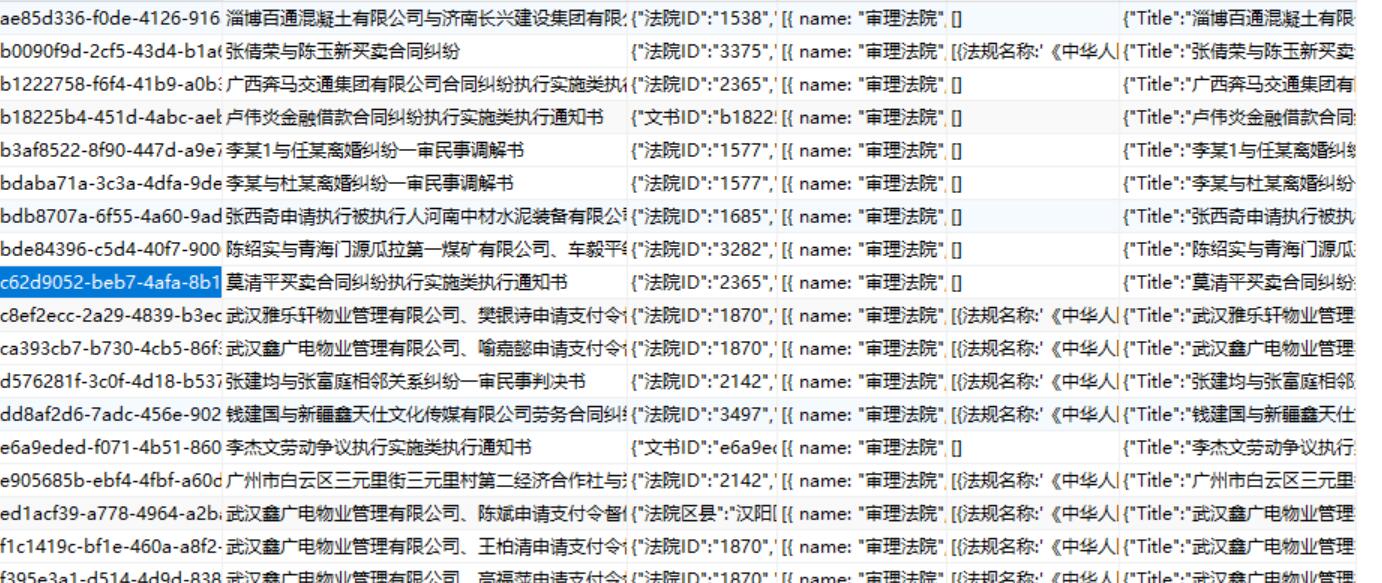 ae85d336-f0de-4126-916 淄博百通混凝土有限公司与济南长兴建设集团有限 {"法院ID":"1538",' [{ name: "审理法院", [] {"Title":"淄博百通混凝土有限
b0090f9d-2cf5-43d4-b1a 张倩荣与陈玉新买卖合同纠纷 {"法院ID":"3375",' [{ name: "审理法院", [{法规名称:'《中华人 {"Title":"张倩荣与陈玉新买卖
b1222758-f6f4-41b9-a0b 广西奔马交通集团有限公司合同纠纷执行实施类执 {"法院ID":"2365",' [{ name: "审理法院", [] {"Title":"广西奔马交通集团有
b18225b4-451d-4abc-ae 卢伟炎金融借款合同纠纷执行实施类执行通知书 {"文书ID":"b1822 [{ name: "审理法院", [] {"Title":"卢伟炎金融借款合同
b3af8522-8f90-447d-a9e7 李某1与任某离婚纠纷一审民事调解书 {"法院ID":"1577",' [{ name: "审理法院", [] {"Title":"李某1与任某离婚纠
bdaba71a-3c3a-4dfa-9de 李某与杜某离婚纠纷一审民事调解书 {"法院ID":"1577",' [{ name: "审理法院", [] {"Title":"李某与杜某离婚纠纷
bdb8707a-6f55-4a60-9ad 张西奇申请执行被执行人河南中材水泥装备有限公 {"法院ID":"1685",' [{ name: "审理法院", [] {"Title":"张西奇申请执行被执
bde84396-c5d4-40f7-900 陈绍实与青海门源瓜拉第一煤矿有限公司、车毅平 {"法院ID":"3282",' [{ name: "审理法院", [] {"Title":"陈绍实与青海门源瓜
c62d9052-beb7-4afa-8b1 莫清平买卖合同纠纷执行实施类执行通知书 {"法院ID":"2365",' [{ name: "审理法院", [] {"Title":"莫清平买卖合同纠纷
c8ef2ecc-2a29-4839-b3ec 武汉雅乐轩物业管理有限公司、樊银诗申请支付令 {"法院ID":"1870",' [{ name: "审理法院", [{法规名称:'《中华人 {"Title":"武汉雅乐轩物业管理
ca393cb7-b730-4cb5-86f 武汉鑫广电物业管理有限公司、喻嘉懿申请支付令 {"法院ID":"1870",' [{ name: "审理法院", [{法规名称:'《中华人 {"Title":"武汉鑫广电物业管理
d576281f-3c0f-4d18-b537 张建均与张富庭相邻关系纠纷一审民事判决书 {"法院ID":"2142",' [{ name: "审理法院", [{法规名称:'《中华人 {"Title":"张建均与张富庭相邻
dd8af2d6-7adc-456e-902 钱建国与新疆鑫天仕文化传媒有限公司劳务合同纠 {"法院ID":"3497",' [{ name: "审理法院", [{法规名称:'《中华人 {"Title":"钱建国与新疆鑫天仕
e6a9eded-f071-4b51-860 李杰文劳动争议执行实施类执行通知书 {"文书ID":"e6a9ec [{ name: "审理法院", [] {"Title":"李杰文劳动争议执行
e905685b-ebf4-4fbf-a60d 广州市白云区三元里街三元里村第二经济合作社与 {"法院ID":"2142",' [{ name: "审理法院", [{法规名称:'《中华人 {"Title":"广州市白云区三元里
ed1acf39-a778-4964-a2b 武汉鑫广电物业管理有限公司、陈斌申请支付令督 {"法院区县":"汉阳 [{ name: "审理法院", [{法规名称:'《中华人 {"Title":"武汉鑫广电物业管理
f1c1419c-bf1e-460a-a8f2- 武汉鑫广电物业管理有限公司、王柏清申请支付令 {"法院ID":"1870",' [{ name: "审理法院", [{法规名称:'《中华人 {"Title":"武汉鑫广电物业管理
f395e3a1-d514-4d9d-838 武汉鑫广电物业管理有限公司、高福萍申请支付令 {"法院ID":"1870",' [{ name: "审理法院", [{法规名称:'《中华人 {"Title":"武汉鑫广电物业管理